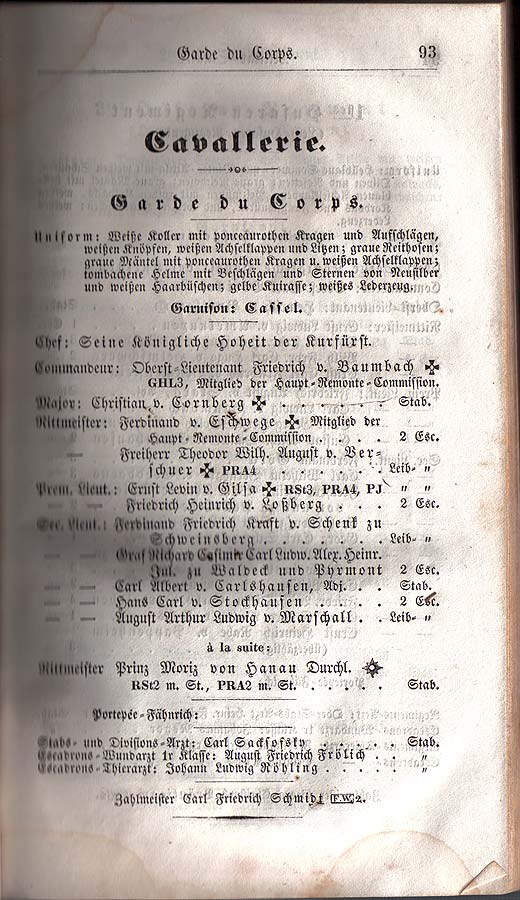 Garde du Corps. 93
Cavallerie.
Garde du Corps.
Uniform: Weiße Koller mit ponceaurothen Kragen und Aufschlägen,
weißen Knöpfen, weißen Achselklappen und Litzen; graue Reithosen;
graue Mäntel mit ponceaurothen Kragen u. weißen Achselklappen;
tombachene Helme mit Beschlägen und Sternen von Neusilber
und weißen Haarbüschen; gelbe Kuirasse; weißes Lederzeug.
Garnison: Cassel.
Chef: Seine Königliche Hoheit der Kurfürst.
Commandeur: Oberst-Lieutenant Friedrich v. Baumbach ✠
GHL3, Mitglied der Haupt-Remonte-Commission.
Major: Christian v. Cornberg ✠ . . . . . . . Stab.
Rittmeister: Ferdinand v. Eschwege ✠ Mitglied der
Haupt-Remonte-Commission . . . . 2 Esc.
— Freiherr Theodor Wilh. August v. Ver-
schuer ✠ PRA4 . . . . . . . Leib- „
Prem. Lieut.: Ernst Levin v. Gilsa ✠ RSt3, PRA4, PJ „ „
— — Friedrich Heinrich v. Loßberg . . . . 2 Esc.
Sec. Lieut.: Ferdinand Friedrich Kraft v. Schenk zu
Schweinsberg . . . . . . . . Leib- „
— — Graf Richard Casimir Carl Ludw. Alex. Heinr.
Jul. zu Waldeck und Pyrmont 2 Esc.
— — Carl Albert v. Carlshausen, Adj. . . Stab.
— — Hans Carl v. Stockhausen . . . . . 2 Esc.
— — August Arthur Ludwig v. Marschall . Leib- „
à la suite:
Rittmeister Prinz Moriz von Hanau Durchl.
RSt2 m. St., PRA2 m. St. . . . . . Stab.
Portepée-Fähnrich:
Stabs- und Divisions-Arzt: Carl Sacksofsky . . . . . Stab.
Escadrons-Wundarzt 1r Klasse: August Friedrich Frölich . . „
Escadrons-Thierarzt: Johann Ludwig Röhling . . . . . „
Zahlmeister Carl Friedrich Schmidt F.W. 2.